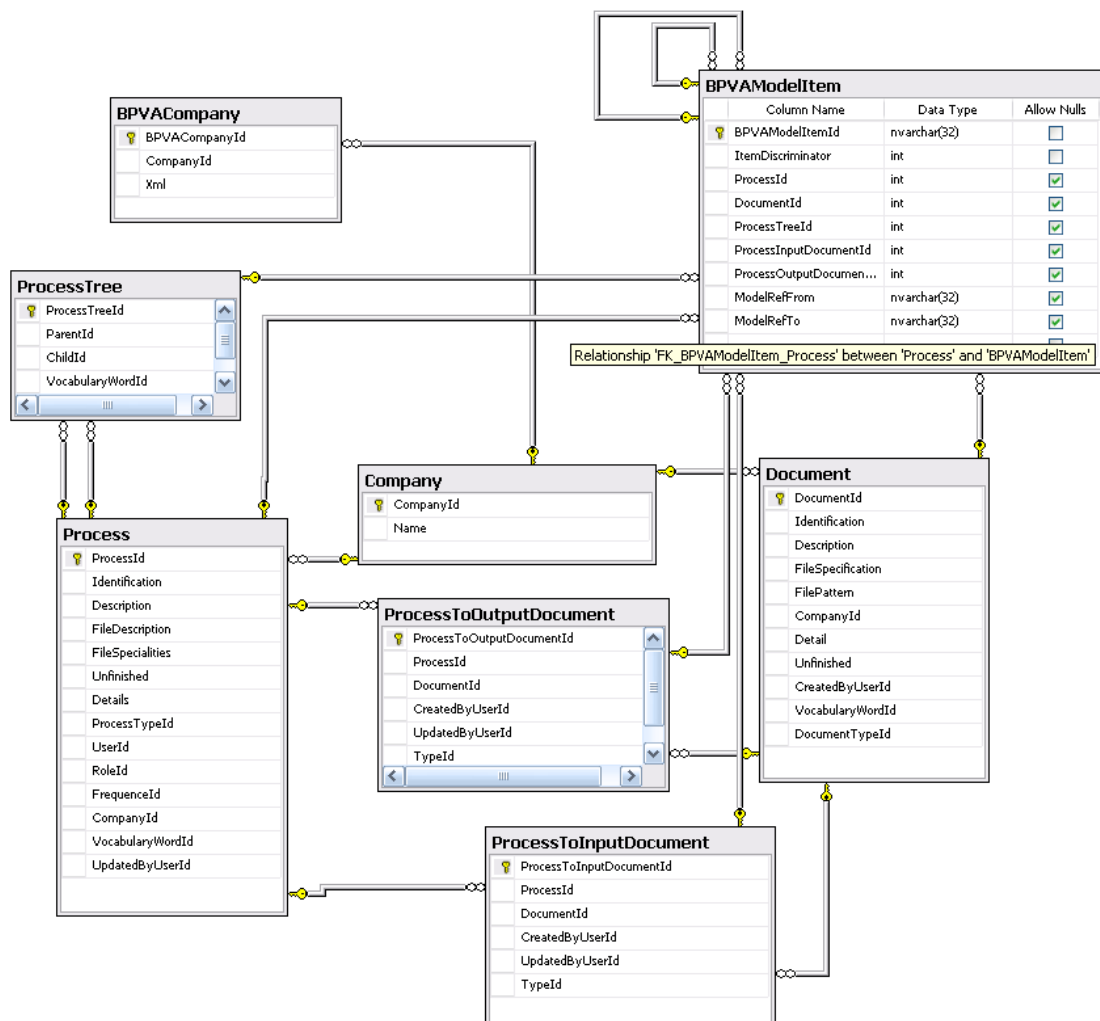 BPVAModelItem
Column Name Data Type Allow Nulls
BPVAModelItemId nvarchar(32)
ItemDiscriminator int
ProcessId int
DocumentId int
ProcessTreeId int
ProcessInputDocumentId int
ProcessOutputDocumen... int
ModelRefFrom nvarchar(32)
ModelRefTo nvarchar(32)
BPVACompany
BPVACompanyId
CompanyId
Xml
ProcessTree
ProcessTreeId
ParentId
ChildId
VocabularyWordId
Relationship 'FK_BPVAModelItem_Process' between 'Process' and 'BPVAModelItem'
Company
CompanyId
Name
Document
DocumentId
Identification
Description
FileSpecification
FilePattern
CompanyId
Detail
Unfinished
CreatedByUserId
VocabularyWordId
DocumentTypeId
Process
ProcessId
Identification
Description
FileDescription
FileSpecialities
Unfinished
Details
ProcessTypeId
UserId
RoleId
FrequenceId
CompanyId
VocabularyWordId
UpdatedByUserId
ProcessToOutputDocument
ProcessToOutputDocumentId
ProcessId
DocumentId
CreatedByUserId
UpdatedByUserId
TypeId
ProcessToInputDocument
ProcessToInputDocumentId
ProcessId
DocumentId
CreatedByUserId
UpdatedByUserId
TypeId